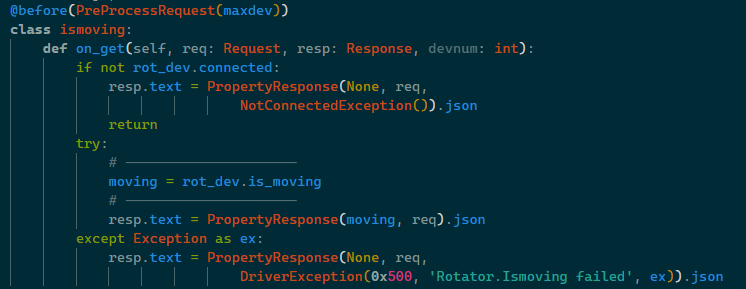 @before(PreProcessRequest(maxdev))
class ismoving:
    def on_get(self, req: Request, resp: Response, devnum: int):
        if not rot_dev.connected:
            resp.text = PropertyResponse(None, req,
                            NotConnectedException()).json
            return
        try:
            # ----------------------
            moving = rot_dev.is_moving
            # ----------------------
            resp.text = PropertyResponse(moving, req).json
        except Exception as ex:
            resp.text = PropertyResponse(None, req,
                            DriverException(0x500, 'Rotator.Ismoving failed', ex)).json